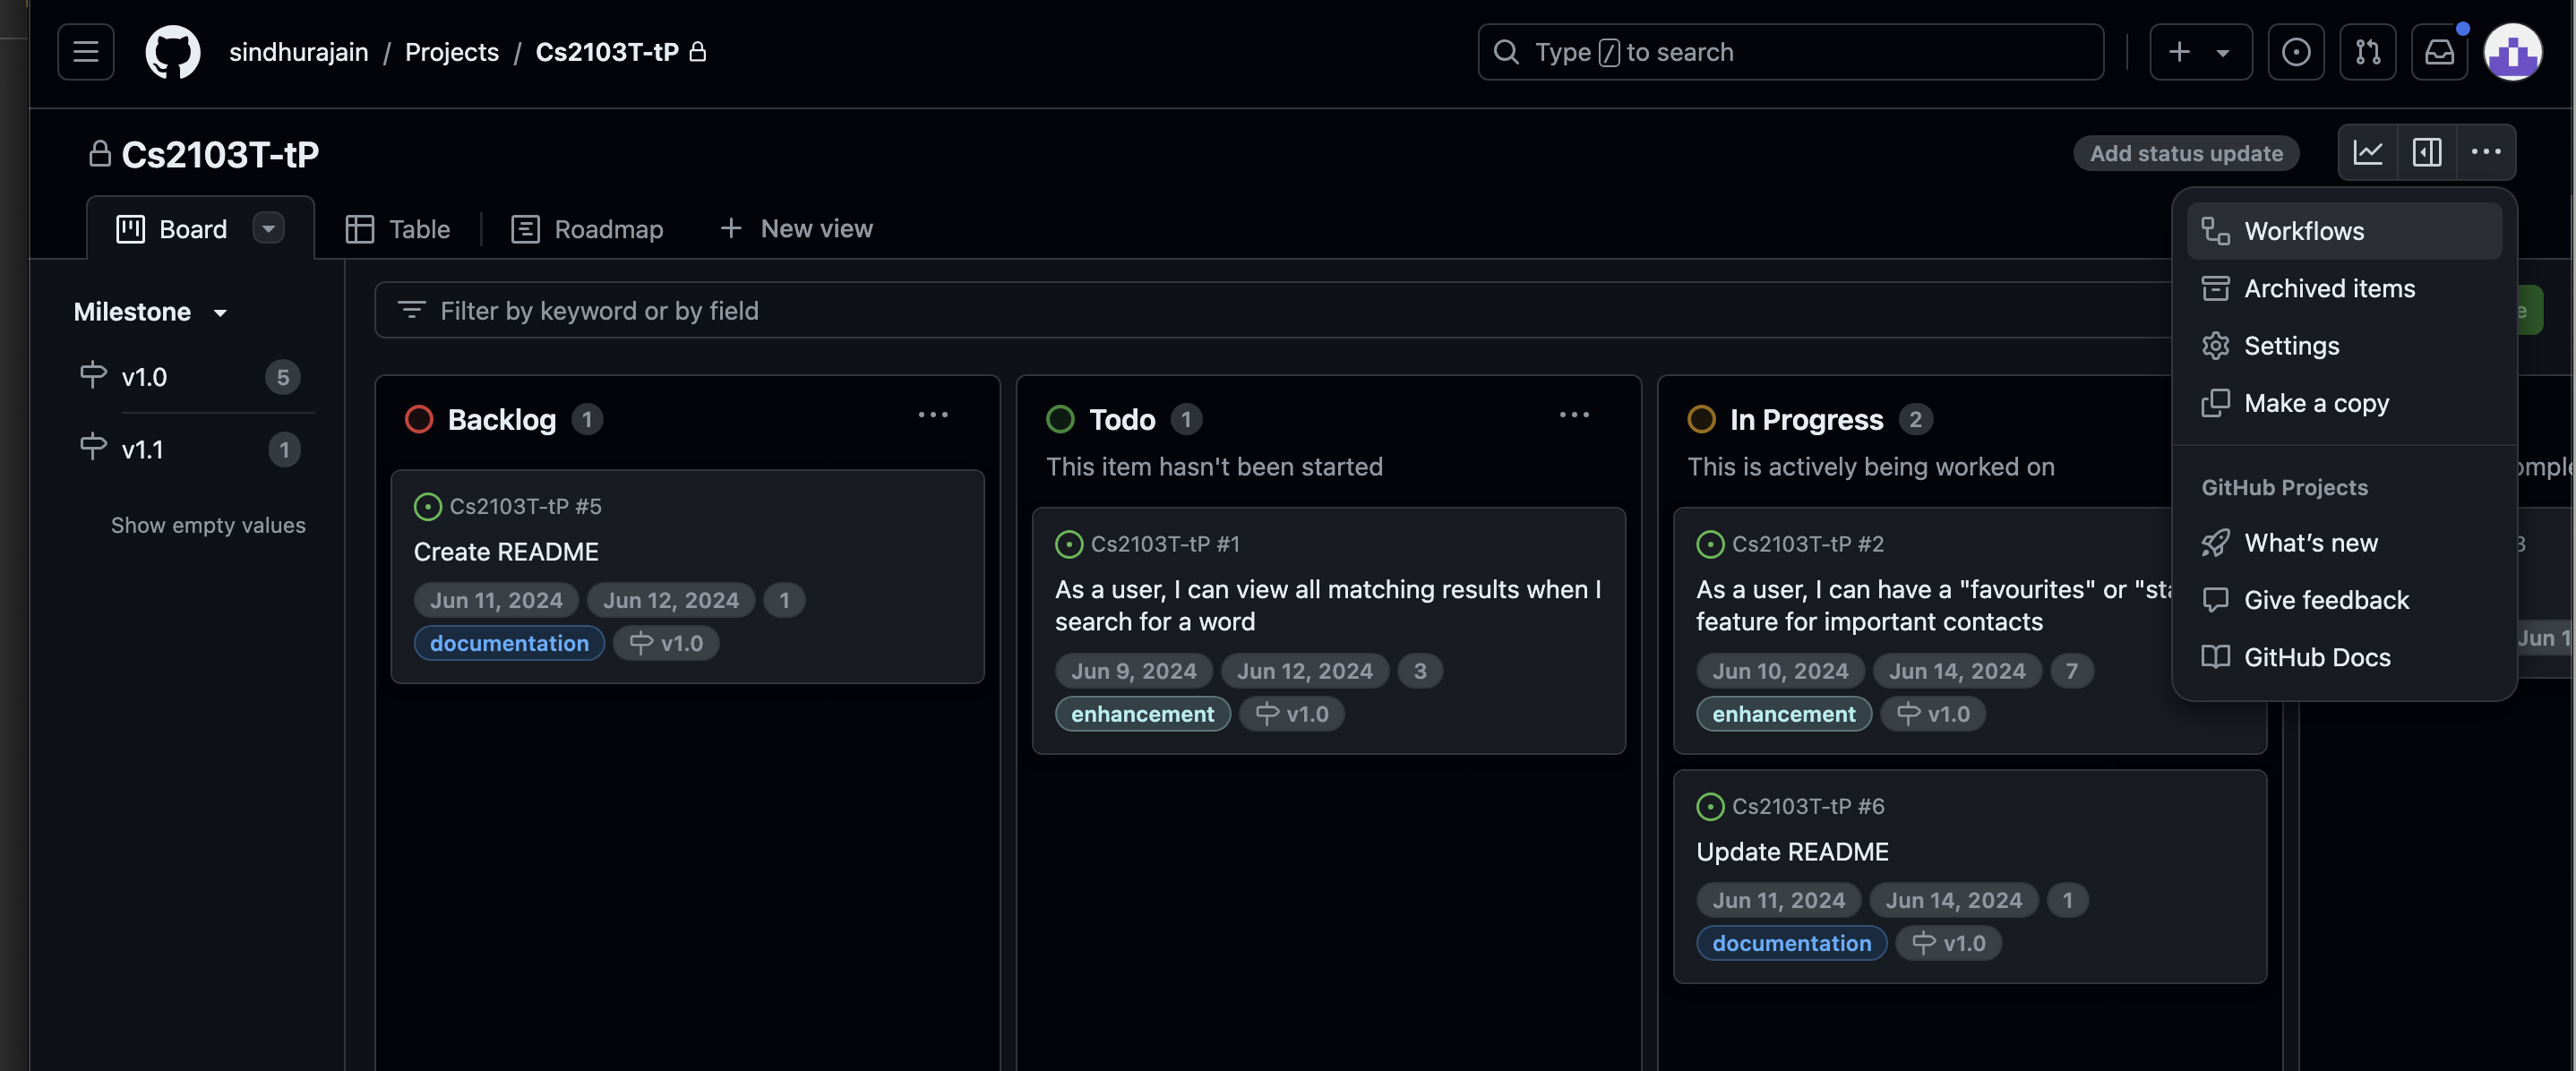 sindhurajain / Projects / Cs2103T-tP
Type / to search
Cs2103T-tP
Add status update
Board
Table
Roadmap
New view
Milestone
v1.0 5
v1.1 1
Show empty values
Filter by keyword or by field
Backlog 1
Cs2103T-tP #5
Create README
Jun 11, 2024 Jun 12, 2024 1
documentation v1.0
Todo 1
This item hasn't been started
Cs2103T-tP #1
As a user, I can view all matching results when I
search for a word
Jun 9, 2024 Jun 12, 2024 3
enhancement v1.0
In Progress 2
This is actively being worked on
Cs2103T-tP #2
As a user, I can have a "favourites" or "sta
feature for important contacts
Jun 10, 2024 Jun 14, 2024 7
enhancement v1.0
Cs2103T-tP #6
Update README
Jun 11, 2024 Jun 14, 2024 1
documentation v1.0
Workflows
Archived items
Settings
Make a copy
GitHub Projects
What's new
Give feedback
GitHub Docs
Jun 1